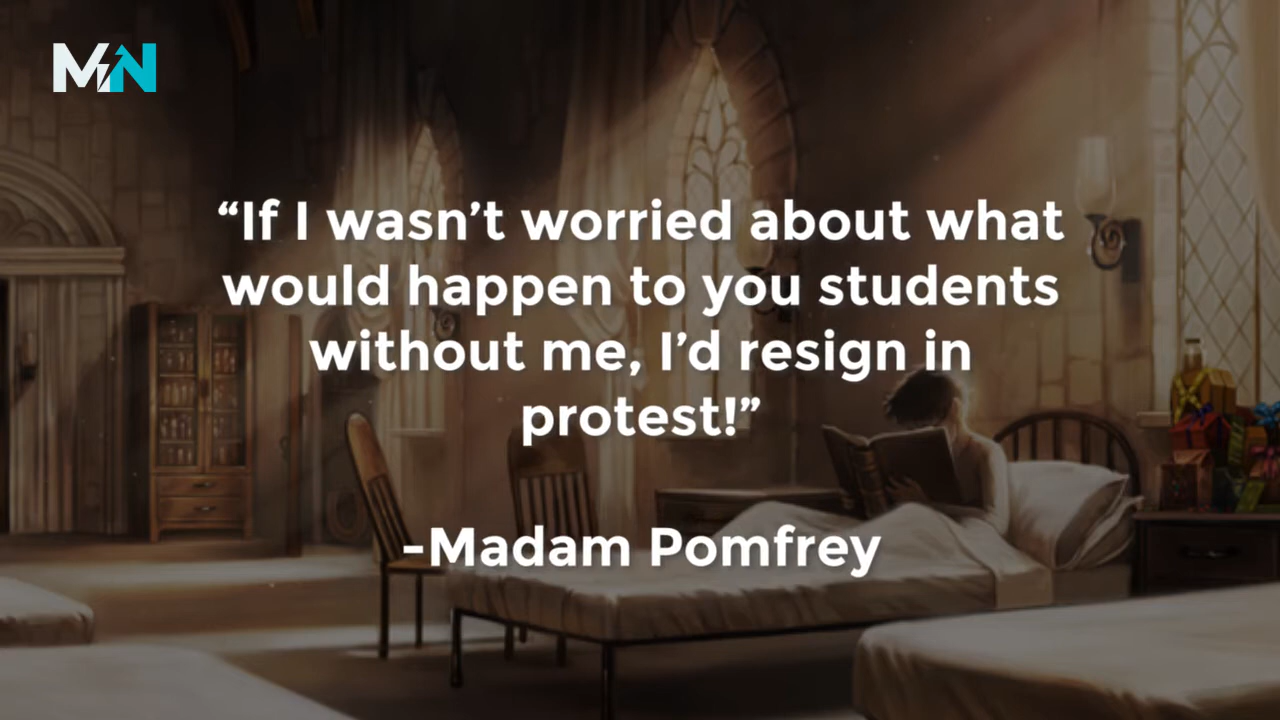 MN
“If I wasn’t worried about what
would happen to you students
without me, I’d resign in
protest!”
-Madam Pomfrey